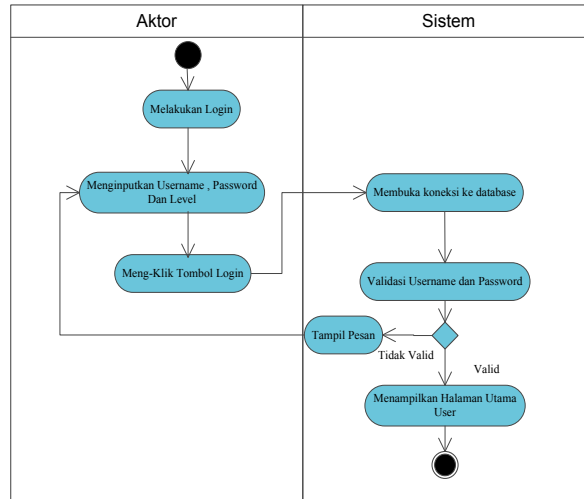 Aktor
Sistem
Melakukan Login
Menginputkan Username , Password
Dan Level
Membuka koneksi ke database
Meng-Klik Tombol Login
Validasi Username dan Password
Tampil Pesan
Tidak Valid
Valid
Menampilkan Halaman Utama
User